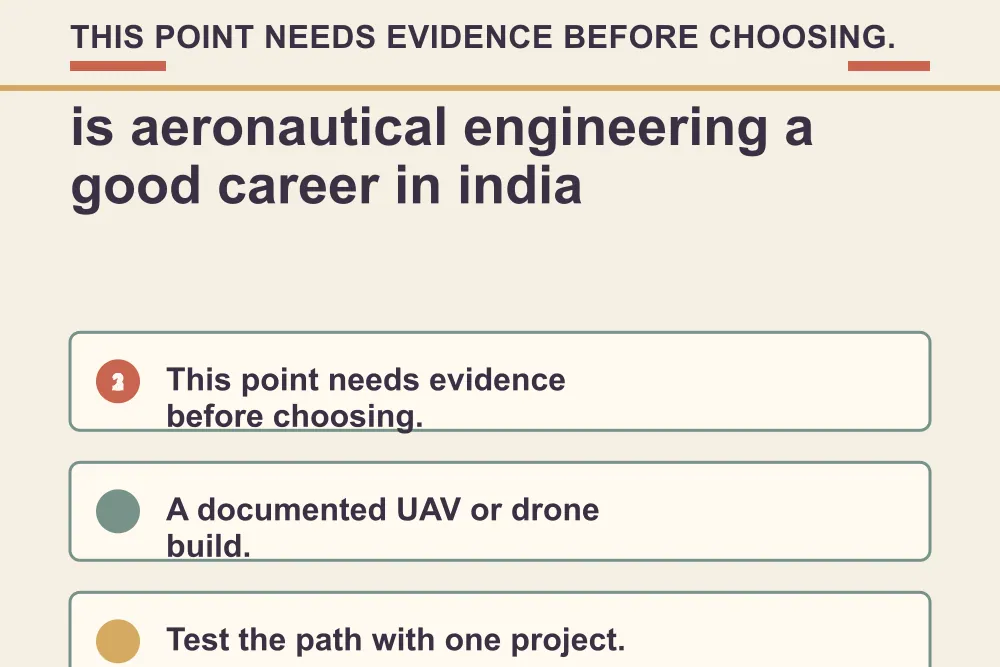 THIS POINT NEEDS EVIDENCE BEFORE CHOOSING.
is aeronautical engineering a
good career in india
This point needs evidence
before choosing.
A documented UAV or drone
build.
Test the path with one project.